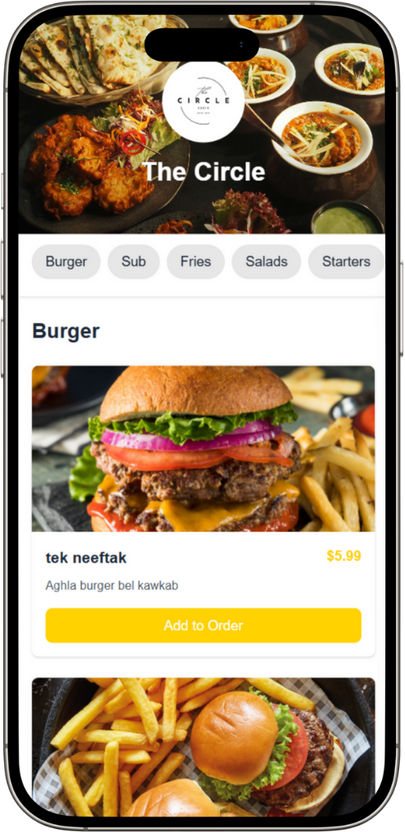 the
CIRCLE
The Circle
Burger
Sub
Fries
Salads
Starters
Burger
tek neeftak
$5.99
Aghla burger bel kawkab
Add to Order